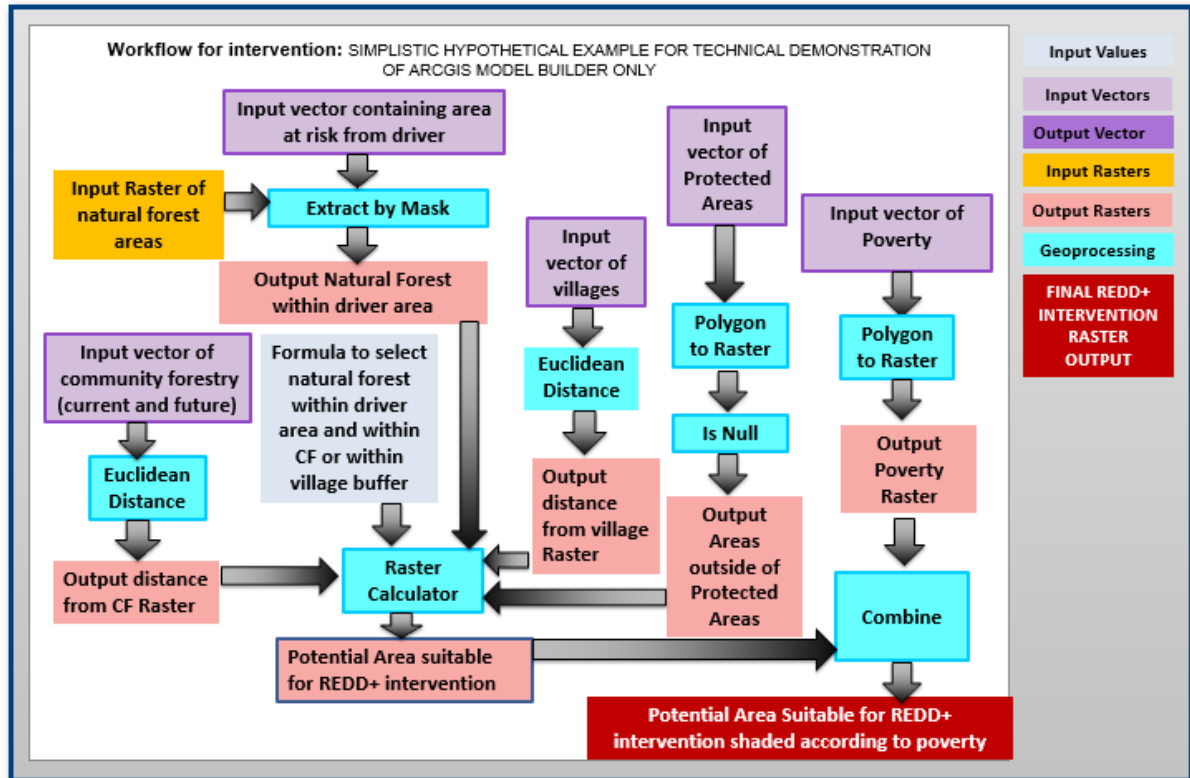 Workflow for intervention: SIMPLISTIC HYPOTHETICAL EXAMPLE FOR TECHNICAL DEMONSTRATION
OF ARCGIS MODEL BUILDER ONLY
Input vector containing area
at risk from driver
Input Raster of
natural forest
areas
Extract by Mask
Output Natural Forest
within driver area
Input vector of
community forestry
(current and future)
Euclidean
Distance
Output distance
from CF Raster
Formula to select
natural forest
within driver
area and within
CF or within
village buffer
Raster
Calculator
Potential Area suitable
for REDD+ intervention
Input
vector of
villages
Euclidean
Distance
Output
distance
from village
Raster
Input
vector of
Protected
Areas
Polygon
to Raster
Is Null
Output
Areas
outside of
Protected
Areas
Input vector of
Poverty
Polygon
to Raster
Output
Poverty
Raster
Combine
Potential Area Suitable for REDD+
intervention shaded according to poverty
Input Values
Input Vectors
Output Vector
Input Rasters
Output Rasters
Geoprocessing
FINAL REDD+
INTERVENTION
RASTER
OUTPUT